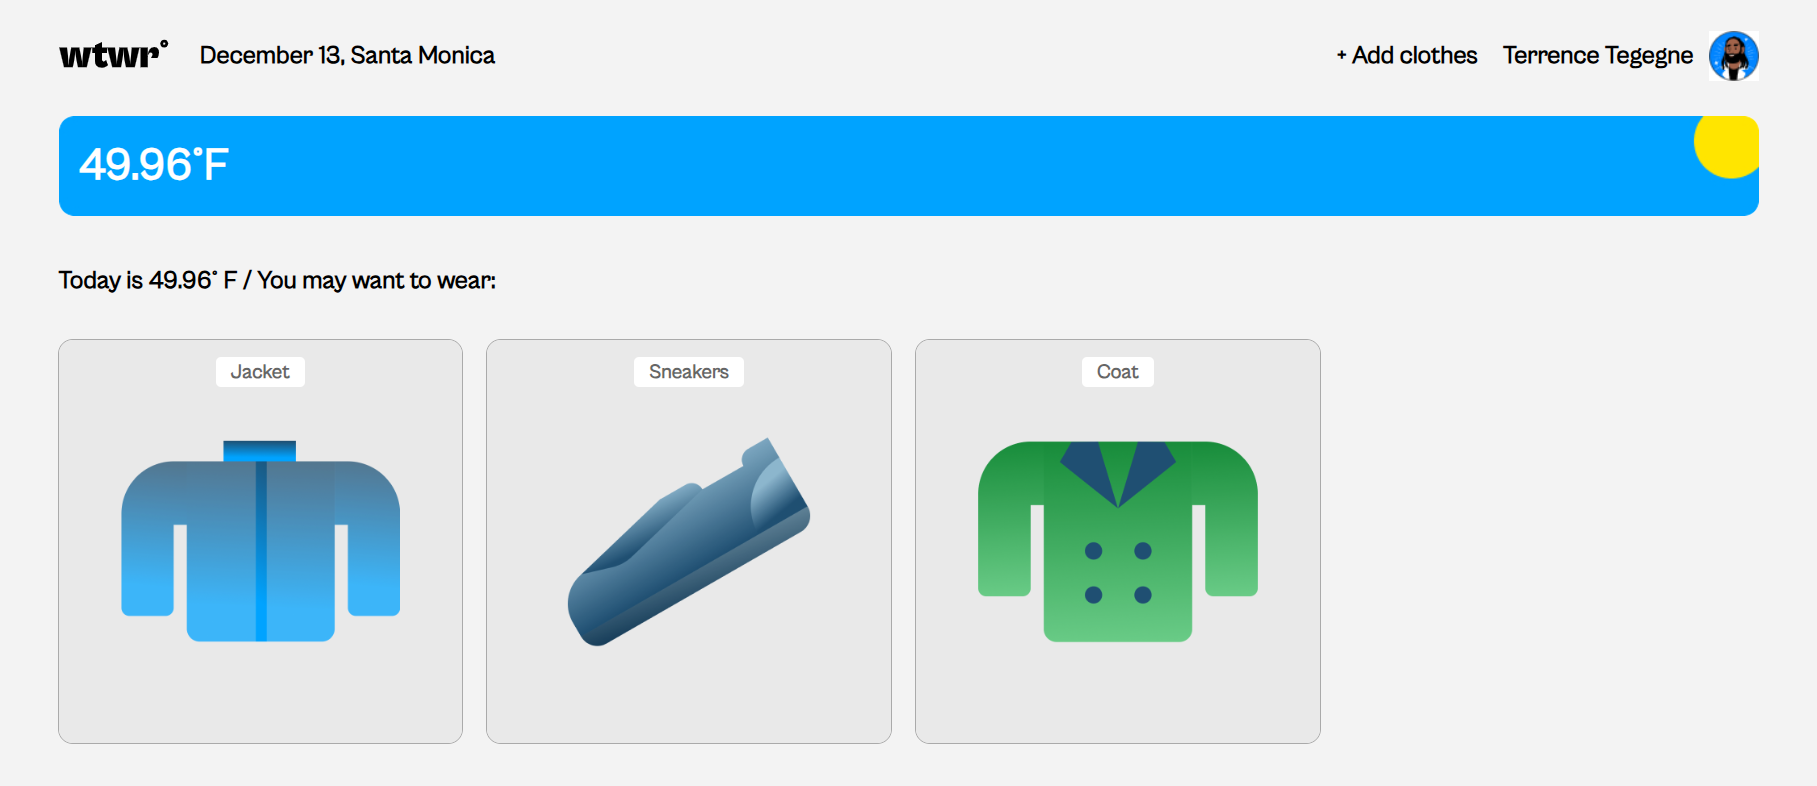 wtwr°
December 13, Santa Monica
+ Add clothes
Terrence Tegegne
49.96°F
Today is 49.96° F / You may want to wear:
Jacket
Sneakers
Coat